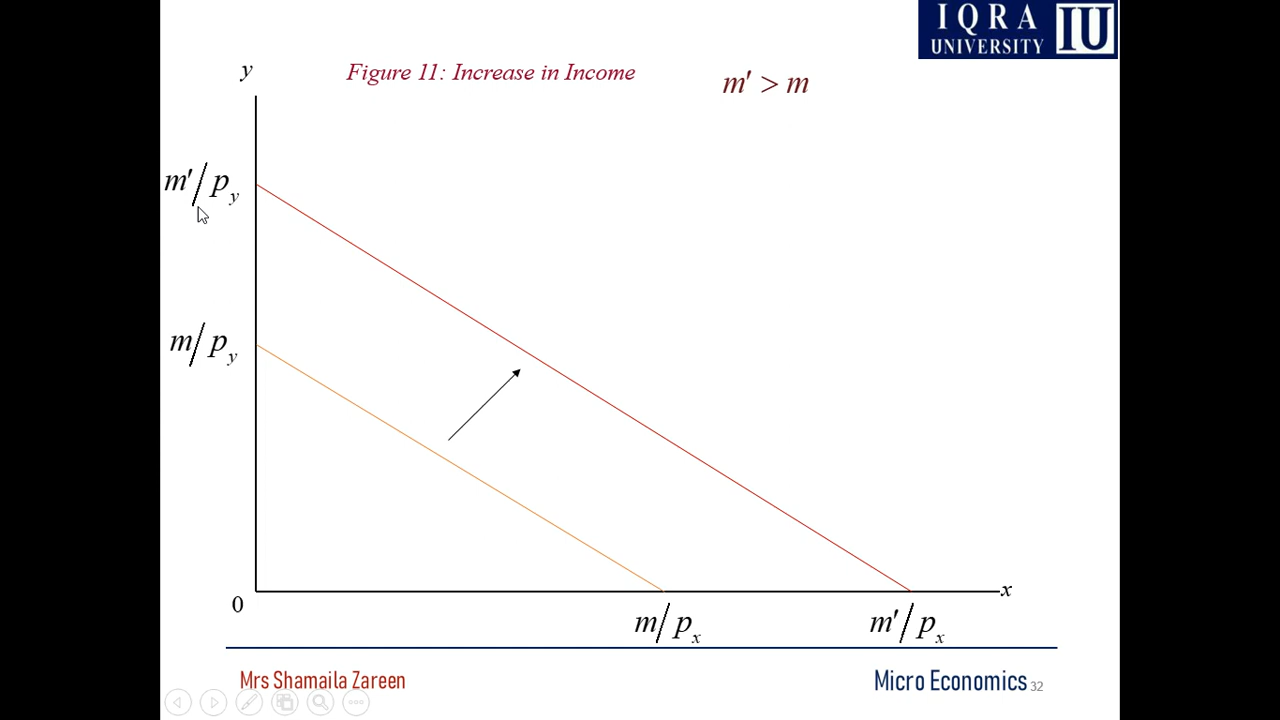 IQRA
UNIVERSITY IU
y
Figure 11: Increase in Income
m′ > m
m′/p_y
m/p_y
0
x
m/p_x
m′/p_x
Mrs Shamaila Zareen
Micro Economics 32